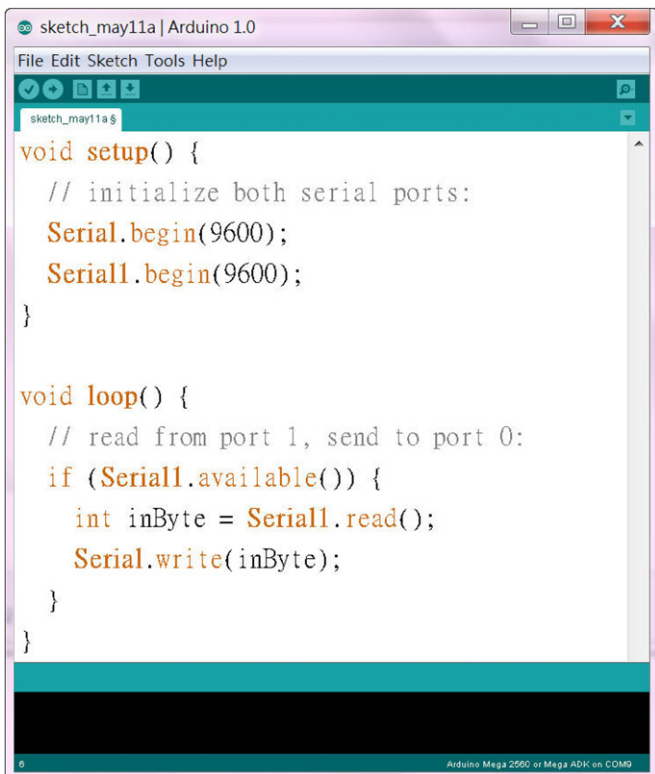 sketch_may11a | Arduino 1.0
File Edit Sketch Tools Help
sketch_may11a §
void setup() {
  // initialize both serial ports:
  Serial.begin(9600);
  Serial1.begin(9600);
}
void loop() {
  // read from port 1, send to port 0:
  if (Serial1.available()) {
    int inByte = Serial1.read();
    Serial.write(inByte);
  }
}
6
Arduino Mega 2560 or Mega ADK on COM9